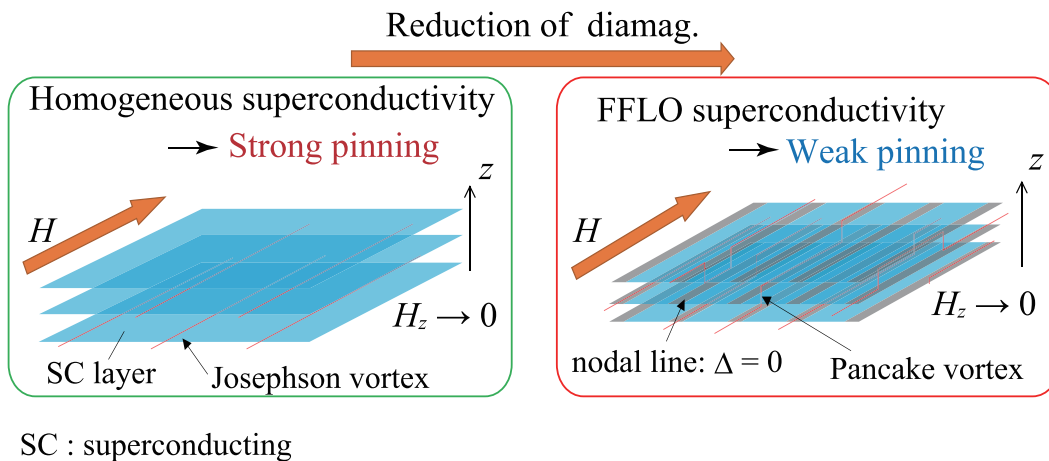 Reduction of diamag.
Homogeneous superconductivity
→ Strong pinning
z
H
H_z → 0
SC layer
Josephson vortex
FFLO superconductivity
→ Weak pinning
z
H
H_z → 0
nodal line: Δ = 0
Pancake vortex
SC : superconducting